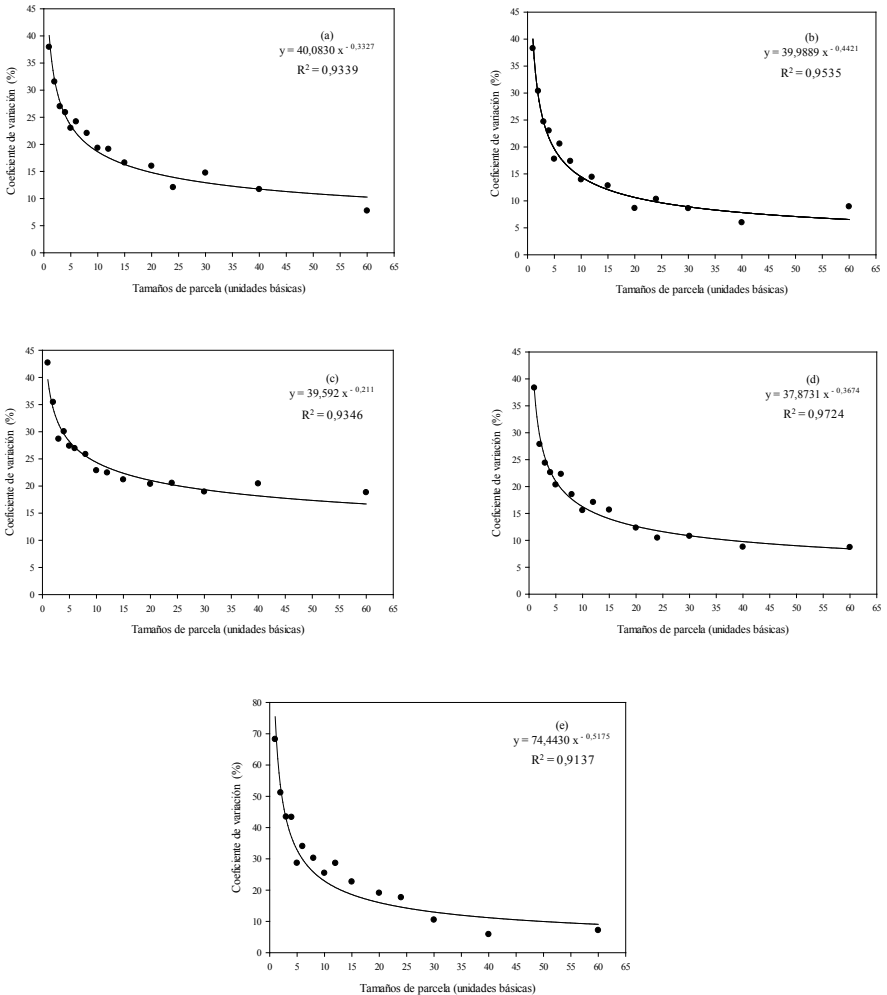 (a)
y = 40,0830 x - 0,3327
R2 = 0,9339
Coeficiente de variación (%)
45
40
35
30
25
20
15
10
5
0
0 5 10 15 20 25 30 35 40 45 50 55 60 65
Tamaños de parcela (unidades básicas)
(b)
y = 39,9889 x - 0,4421
R2 = 0,9535
Coeficiente de variación (%)
45
40
35
30
25
20
15
10
5
0
0 5 10 15 20 25 30 35 40 45 50 55 60 65
Tamaños de parcela (unidades básicas)
(c)
y = 39,592 x - 0,211
R2 = 0,9346
Coeficiente de variación (%)
45
40
35
30
25
20
15
10
5
0
0 5 10 15 20 25 30 35 40 45 50 55 60 65
Tamaños de parcela (unidades básicas)
(d)
y = 37,8731 x - 0,3674
R2 = 0,9724
Coeficiente de variación (%)
45
40
35
30
25
20
15
10
5
0
0 5 10 15 20 25 30 35 40 45 50 55 60 65
Tamaños de parcela (unidades básicas)
(e)
y = 74,4430 x - 0,5175
R2 = 0,9137
Coeficiente de variación (%)
80
70
60
50
40
30
20
10
0
0 5 10 15 20 25 30 35 40 45 50 55 60 65
Tamaños de parcela (unidades básicas)